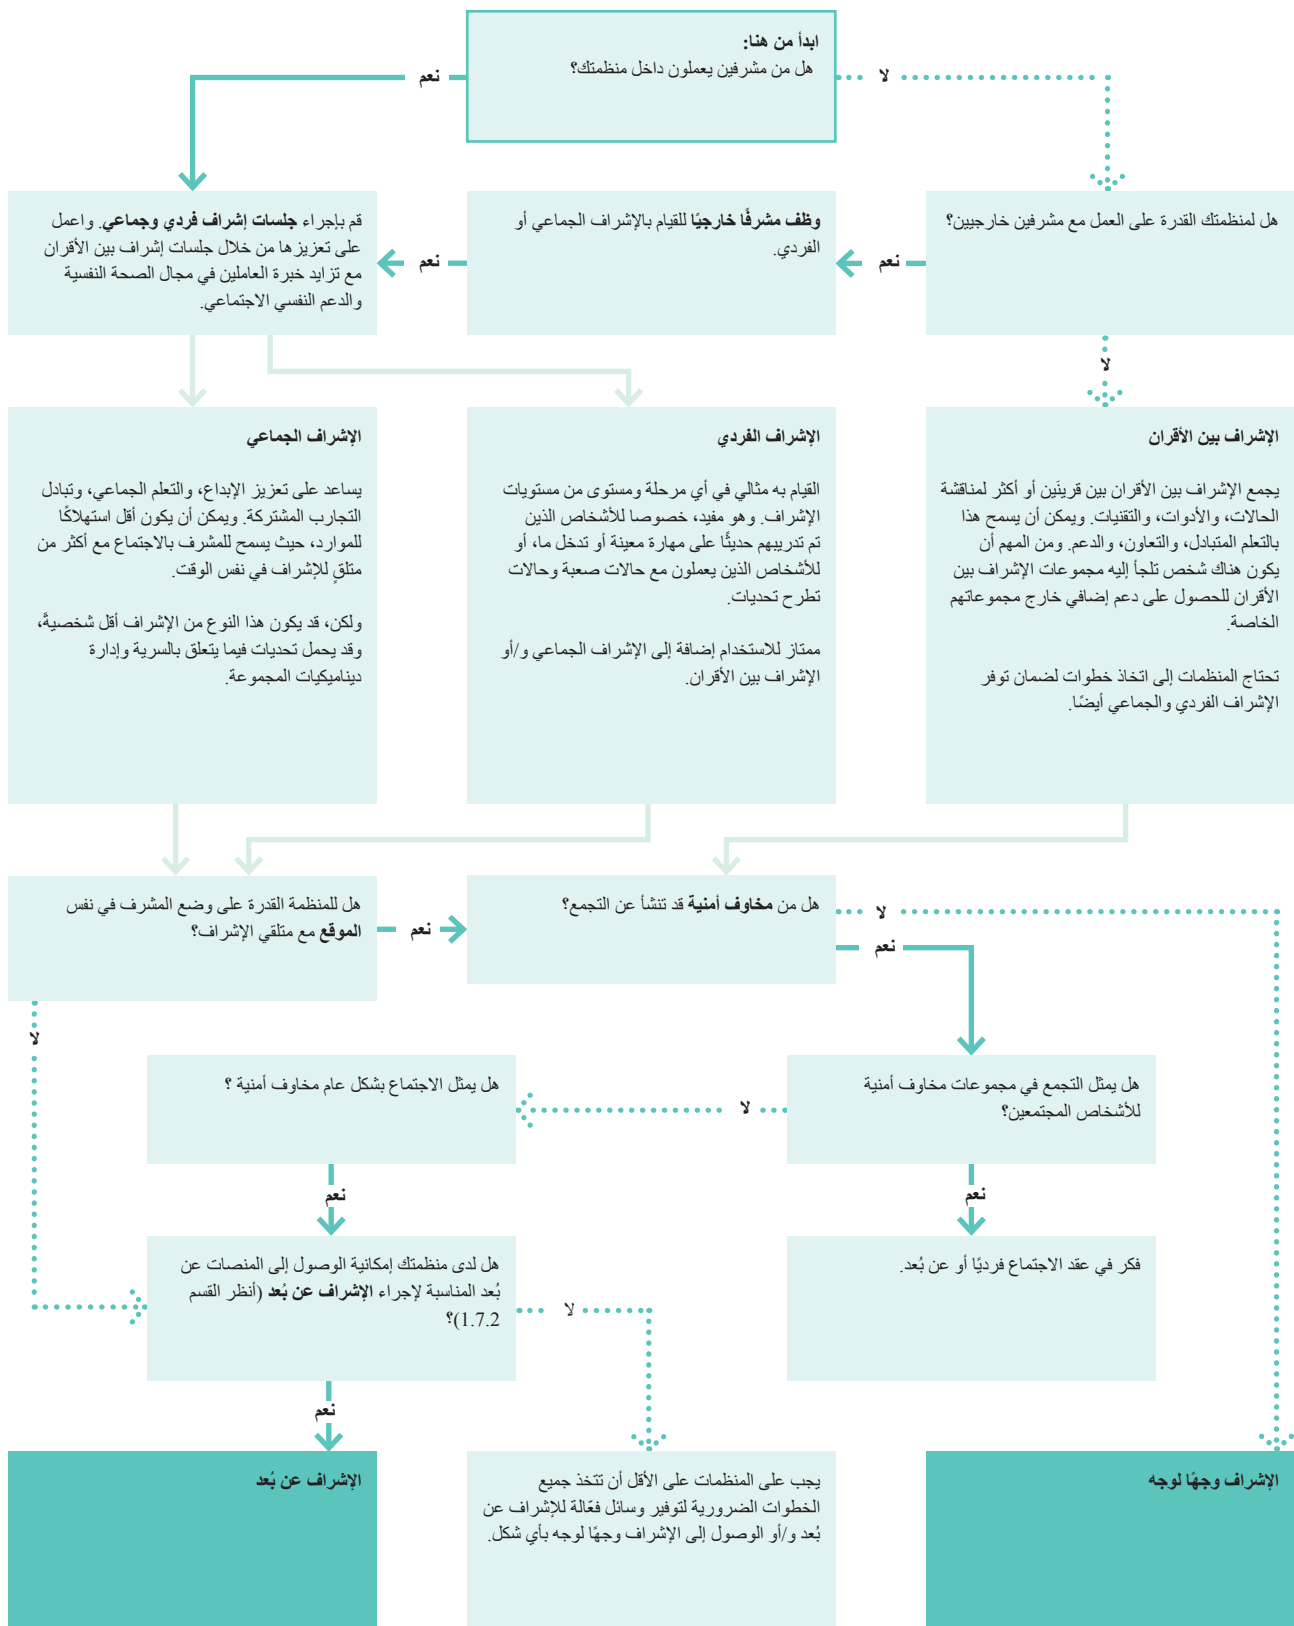 ابدأ من هنا:
هل من مشرفين يعملون داخل منظمتك؟
نعم
لا
هل لمنظمتك القدرة على العمل مع مشرفين خارجيين؟
نعم
وظف مشرفًا خارجيًا للقيام بالإشراف الجماعي أو
الفردي.
نعم
قم بإجراء جلسات إشراف فردي وجماعي. واعمل
على تعزيزها من خلال جلسات إشراف بين الأقران
مع تزايد خبرة العاملين في مجال الصحة النفسية
والدعم النفسي الاجتماعي.
لا
الإشراف بين الأقران
يجمع الإشراف بين الأقران بين قرينَين أو أكثر لمناقشة
الحالات، والأدوات، والتقنيات. ويمكن أن يسمح هذا
بالتعلم المتبادل، والتعاون، والدعم. ومن المهم أن
يكون هناك شخص تلجأ إليه مجموعات الإشراف بين
الأقران للحصول على دعم إضافي خارج مجموعاتهم
الخاصة.
تحتاج المنظمات إلى اتخاذ خطوات لضمان توفر
الإشراف الفردي والجماعي أيضًا.
الإشراف الفردي
القيام به مثالي في أي مرحلة ومستوى من مستويات
الإشراف. وهو مفيد، خصوصا للأشخاص الذين
تم تدريبهم حديثًا على مهارة معينة أو تدخل ما، أو
للأشخاص الذين يعملون مع حالات صعبة وحالات
تطرح تحديات.
ممتاز للاستخدام إضافة إلى الإشراف الجماعي و/أو
الإشراف بين الأقران.
الإشراف الجماعي
يساعد على تعزيز الإبداع، والتعلم الجماعي، وتبادل
التجارب المشتركة. ويمكن أن يكون أقل استهلاكًا
للموارد، حيث يسمح للمشرف بالاجتماع مع أكثر من
متلقٍ للإشراف في نفس الوقت.
ولكن، قد يكون هذا النوع من الإشراف أقل شخصيةً،
وقد يحمل تحديات فيما يتعلق بالسرية وإدارة
ديناميكيات المجموعة.
هل للمنظمة القدرة على وضع المشرف في نفس
الموقع مع متلقي الإشراف؟
نعم
هل من مخاوف أمنية قد تنشأ عن التجمع؟
لا
نعم
لا
هل يمثل التجمع في مجموعات مخاوف أمنية
للأشخاص المجتمعين؟
لا
هل يمثل الاجتماع بشكل عام مخاوف أمنية ؟
نعم
نعم
فكر في عقد الاجتماع فرديًا أو عن بُعد.
هل لدى منظمتك إمكانية الوصول إلى المنصات عن
بُعد المناسبة لإجراء الإشراف عن بُعد (أنظر القسم
1.7.2)؟
لا
نعم
الإشراف وجهًا لوجه
يجب على المنظمات على الأقل أن تتخذ جميع
الخطوات الضرورية لتوفير وسائل فعّالة للإشراف عن
بُعد و/أو الوصول إلى الإشراف وجهًا لوجه بأي شكل.
الإشراف عن بُعد